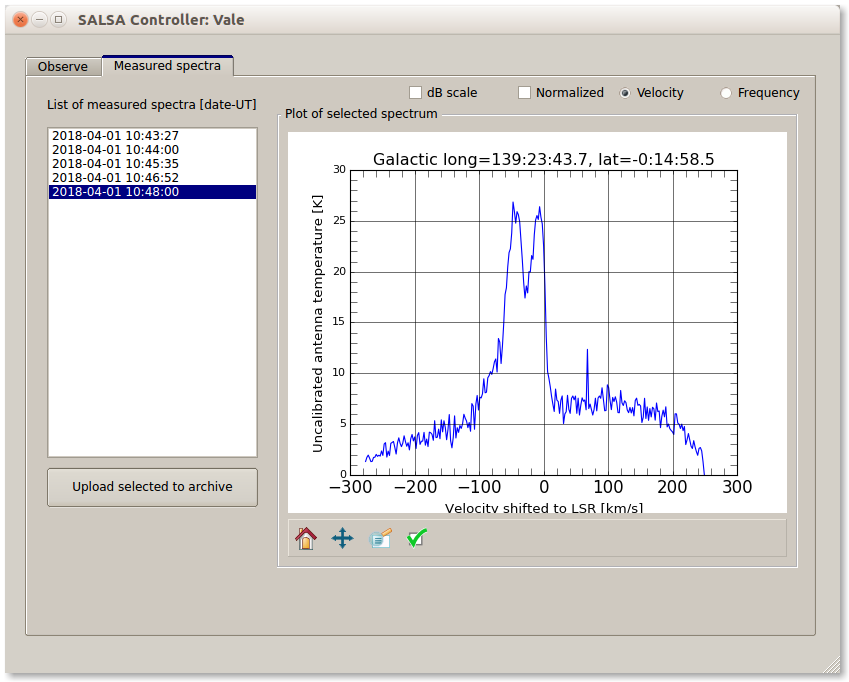 SALSA Controller: Vale
Observe
Measured spectra
dB scale
Normalized
Velocity
Frequency
List of measured spectra [date-UT]
2018-04-01 10:43:27
2018-04-01 10:44:00
2018-04-01 10:45:35
2018-04-01 10:46:52
2018-04-01 10:48:00
Upload selected to archive
Plot of selected spectrum
Galactic long=139:23:43.7, lat=-0:14:58.5
Uncalibrated antenna temperature [K]
30
25
20
15
10
5
0
−300
−200
−100
0
100
200
300
Velocity shifted to LSR [km/s]